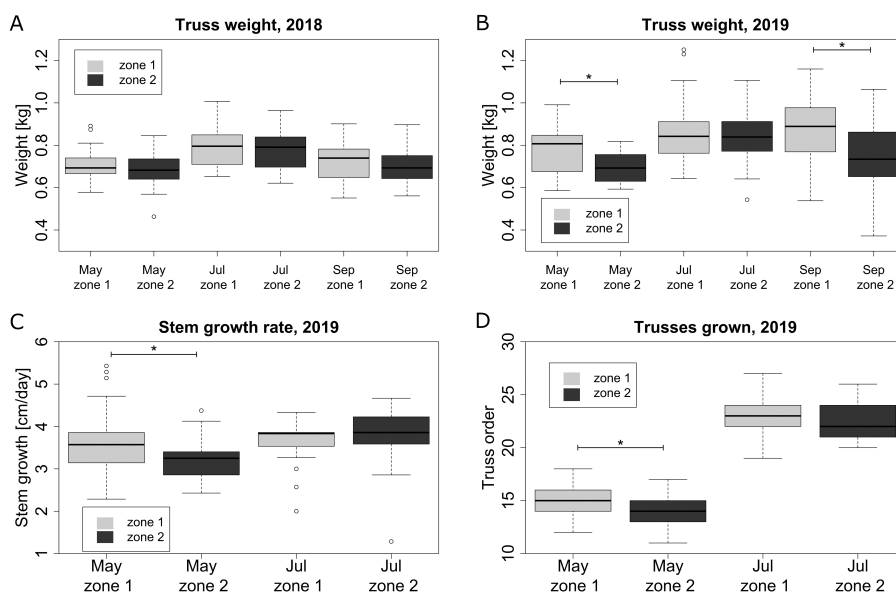 A
Truss weight, 2018
zone 1
zone 2
Weight [kg]
0.4 0.6 0.8 1.0 1.2
May May Jul Jul Sep Sep
zone 1 zone 2 zone 1 zone 2 zone 1 zone 2
B
Truss weight, 2019
*
*
Weight [kg]
0.4 0.6 0.8 1.0 1.2
zone 1
zone 2
May May Jul Jul Sep Sep
zone 1 zone 2 zone 1 zone 2 zone 1 zone 2
C
Stem growth rate, 2019
*
Stem growth [cm/day]
1 2 3 4 5 6
zone 1
zone 2
May May Jul Jul
zone 1 zone 2 zone 1 zone 2
D
Trusses grown, 2019
zone 1
zone 2
*
Truss order
10 15 20 25 30
May May Jul Jul
zone 1 zone 2 zone 1 zone 2